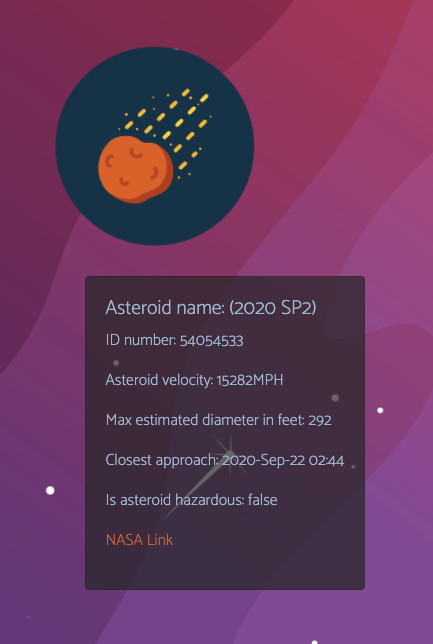 Asteroid name: (2020 SP2)
ID number: 54054533
Asteroid velocity: 15282MPH
Max estimated diameter in feet: 292
Closest approach: 2020-Sep-22 02:44
Is asteroid hazardous: false
NASA Link